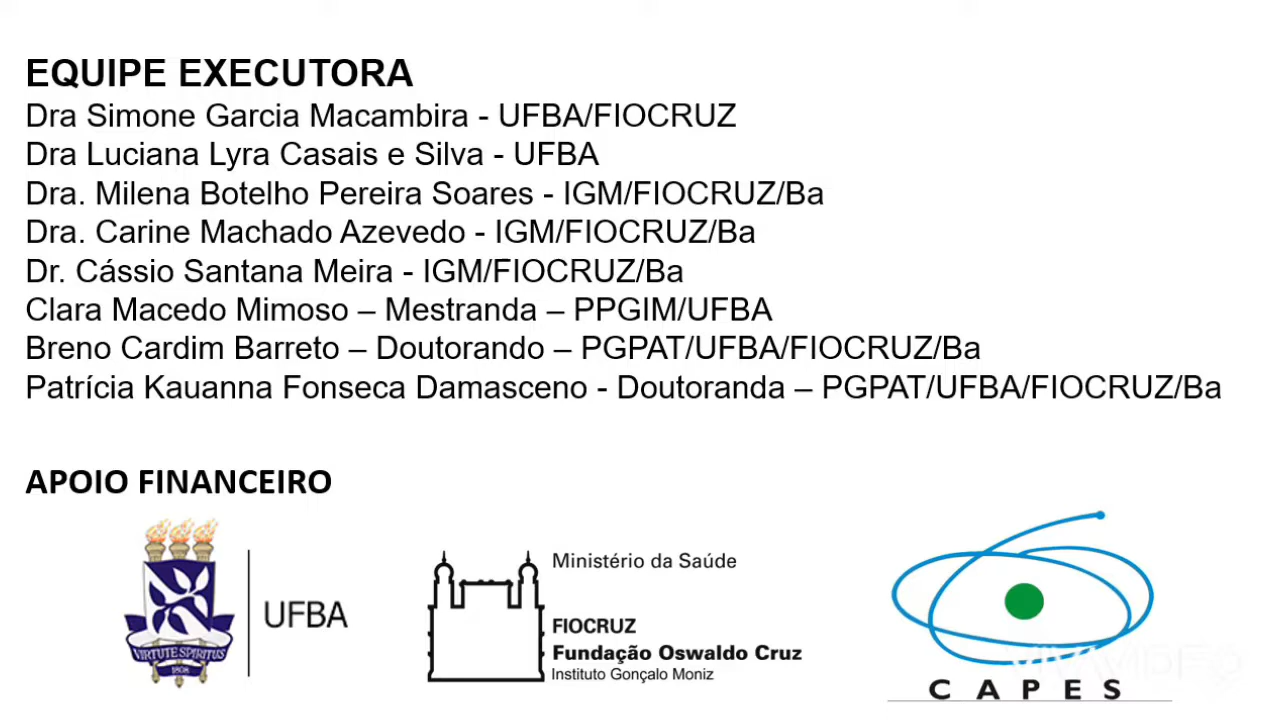 EQUIPE EXECUTORA
Dra Simone Garcia Macambira - UFBA/FIOCRUZ
Dra Luciana Lyra Casais e Silva - UFBA
Dra. Milena Botelho Pereira Soares - IGM/FIOCRUZ/Ba
Dra. Carine Machado Azevedo - IGM/FIOCRUZ/Ba
Dr. Cássio Santana Meira - IGM/FIOCRUZ/Ba
Clara Macedo Mimoso – Mestranda – PPGIM/UFBA
Breno Cardim Barreto – Doutorando – PGPAT/UFBA/FIOCRUZ/Ba
Patrícia Kauanna Fonseca Damasceno - Doutoranda – PGPAT/UFBA/FIOCRUZ/Ba
APOIO FINANCEIRO
UFBA
VIRTUTE SPIRITUS
1808
Ministério da Saúde
FIOCRUZ
Fundação Oswaldo Cruz
Instituto Gonçalo Moniz
CAPES
VIVAVIDEO